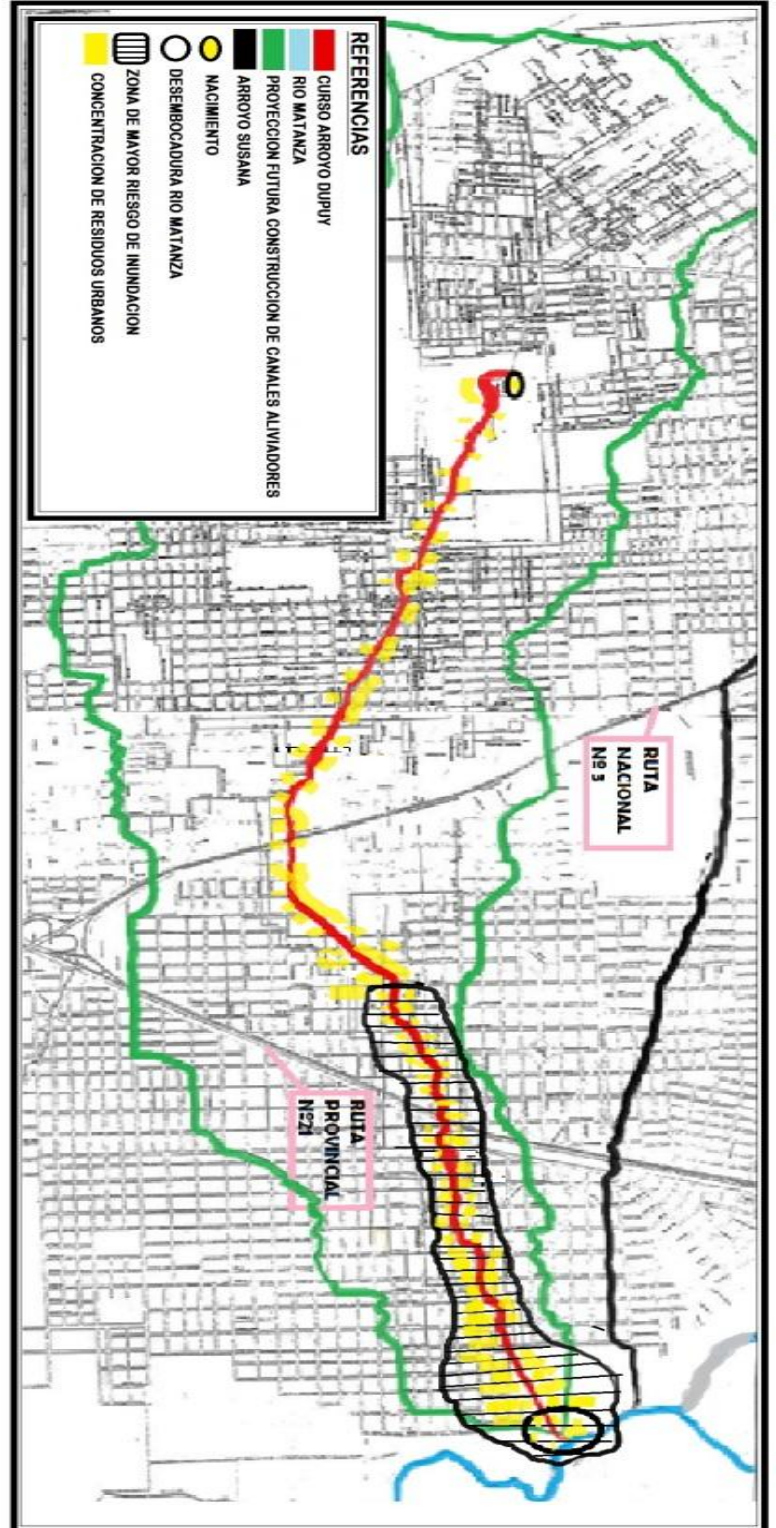 REFERENCIAS
CURSO ARROYO DUPUY
RIO MATANZA
PROYECCION FUTURA CONSTRUCCION DE CANALES ALIVIADORES
ARROYO SUSANA
NACIMIENTO
DESEMBOCADURA RIO MATANZA
ZONA DE MAYOR RIESGO DE INUNDACION
CONCENTRACION DE RESIDUOS URBANOS
RUTA
NACIONAL
Nº 3
RUTA
PROVINCIAL
Nº21